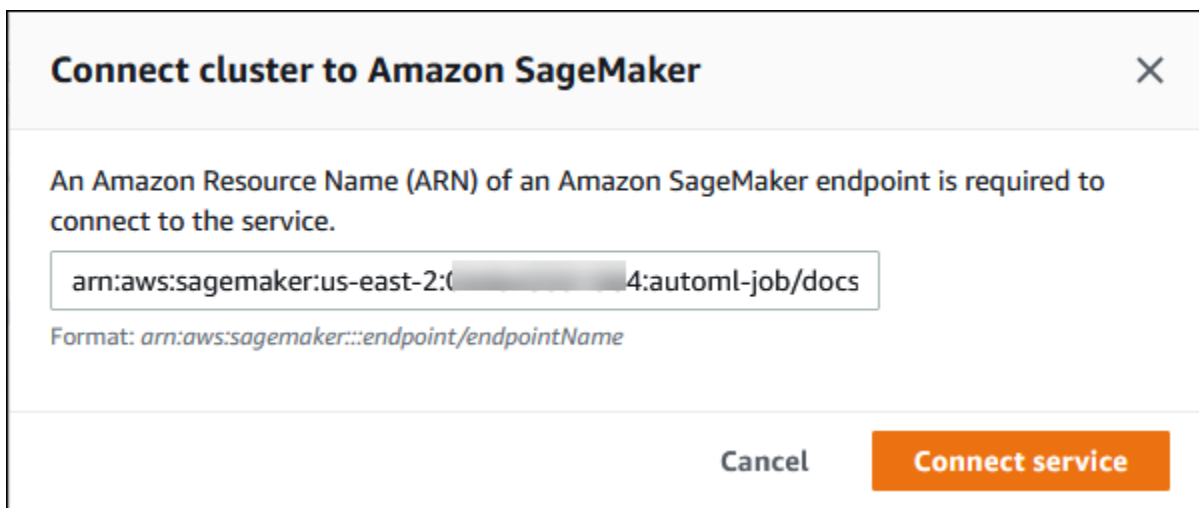 Connect cluster to Amazon SageMaker
An Amazon Resource Name (ARN) of an Amazon SageMaker endpoint is required to
connect to the service.
arn:aws:sagemaker:us-east-2: 4:automl-job/docs
Format: arn:aws:sagemaker:::endpoint/endpointName
Cancel
Connect service